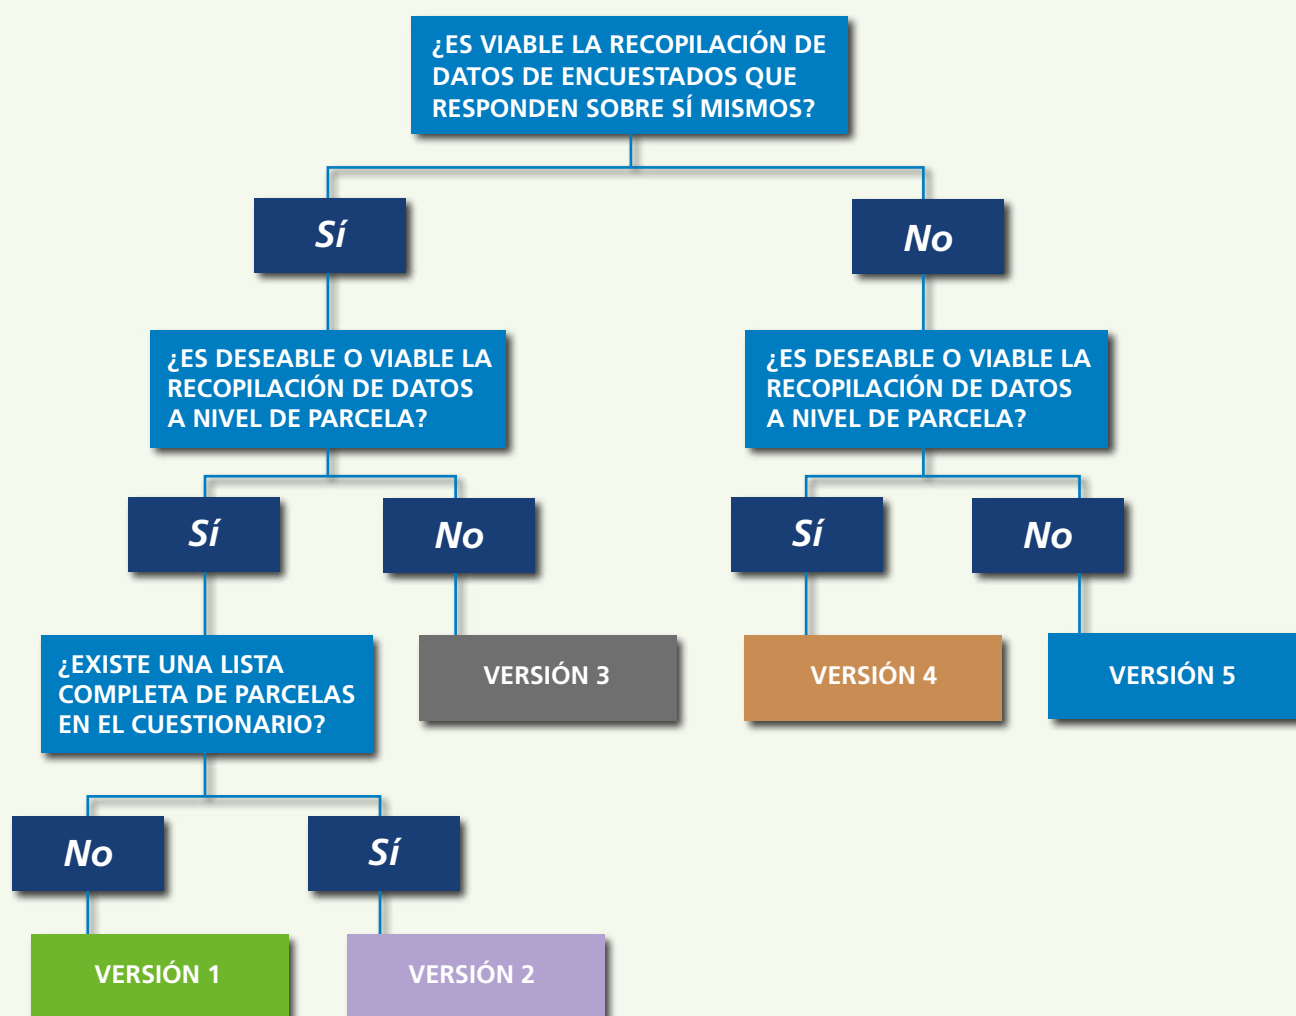 ¿ES VIABLE LA RECOPILACIÓN DE
DATOS DE ENCUESTADOS QUE
RESPONDEN SOBRE SÍ MISMOS?
Sí
No
¿ES DESEABLE O VIABLE LA
RECOPILACIÓN DE DATOS
A NIVEL DE PARCELA?
¿ES DESEABLE O VIABLE LA
RECOPILACIÓN DE DATOS
A NIVEL DE PARCELA?
Sí
No
Sí
No
¿EXISTE UNA LISTA
COMPLETA DE PARCELAS
EN EL CUESTIONARIO?
VERSIÓN 3
VERSIÓN 4
VERSIÓN 5
No
Sí
VERSIÓN 1
VERSIÓN 2